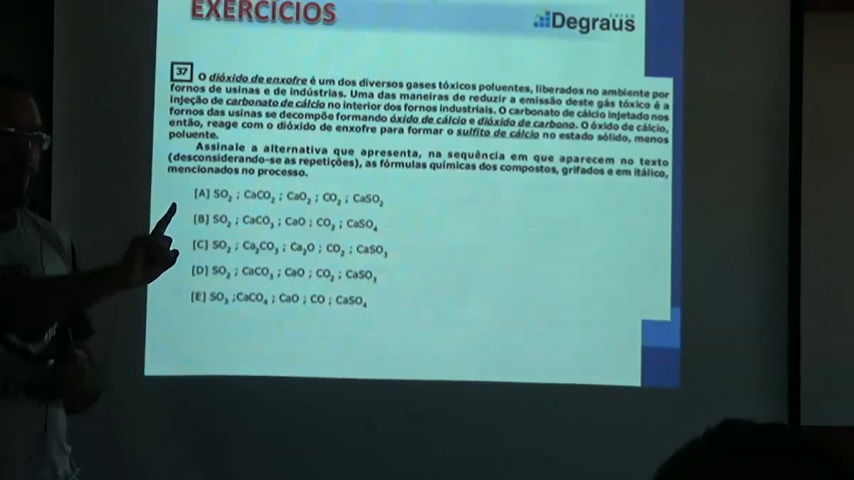 EXERCÍCIOS
curso
Degraus
37 O dióxido de enxofre é um dos diversos gases tóxicos poluentes, liberados no ambiente por
fornos de usinas e de indústrias. Uma das maneiras de reduzir a emissão deste gás tóxico é a
injeção de carbonato de cálcio no interior dos fornos industriais. O carbonato de cálcio injetado nos
fornos das usinas se decompõe formando óxido de cálcio e dióxido de carbono. O óxido de cálcio,
então, reage com o dióxido de enxofre para formar o sulfito de cálcio no estado sólido, menos
poluente.
Assinale a alternativa que apresenta, na sequência em que aparecem no texto
(desconsiderando-se as repetições), as fórmulas químicas dos compostos, grifados e em itálico,
mencionados no processo.
[A] SO₂ ; CaCO₂ ; CaO₂ ; CO₂ ; CaSO₂
[B] SO₂ ; CaCO₃ ; CaO ; CO₂ ; CaSO₄
[C] SO₂ ; Ca₂CO₃ ; Ca₂O ; CO₂ ; CaSO₃
[D] SO₂ ; CaCO₃ ; CaO ; CO₂ ; CaSO₃
[E] SO₃ ;CaCO₄ ; CaO ; CO ; CaSO₄